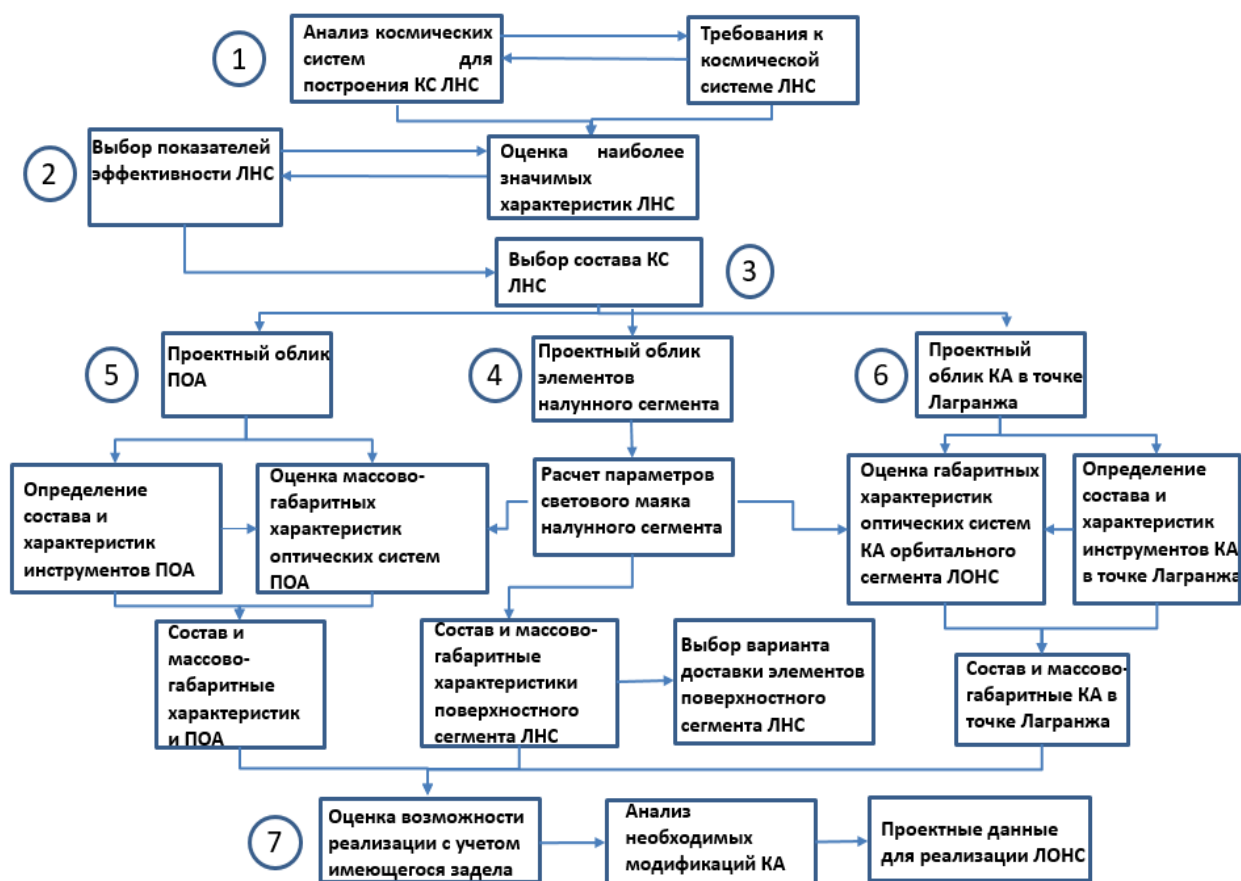 1
Анализ космических
систем для
построения КС ЛНС
Требования к
космической
системе ЛНС
2
Выбор показателей
эффективности ЛНС
Оценка наиболее
значимых
характеристик ЛНС
Выбор состава КС
ЛНС
3
5
Проектный облик
ПОА
4
Проектный облик
элементов
налунного сегмента
6
Проектный
облик КА в точке
Лагранжа
Определение
состава и
характеристик
инструментов ПОА
Оценка массово-
габаритных
характеристик
оптических систем
ПОА
Расчет параметров
светового маяка
налунного сегмента
Оценка габаритных
характеристик
оптических систем
КА орбитального
сегмента ЛОНС
Определение
состава и
характеристик
инструментов КА
в точке Лагранжа
Состав и
массово-
габаритные
характеристик
и ПОА
Состав и массово-
габаритные
характеристики
поверхностного
сегмента ЛНС
Выбор варианта
доставки элементов
поверхностного
сегмента ЛНС
Состав и массово-
габаритные КА в
точке Лагранжа
7
Оценка возможности
реализации с учетом
имеющегося задела
Анализ
необходимых
модификаций КА
Проектные данные
для реализации ЛОНС